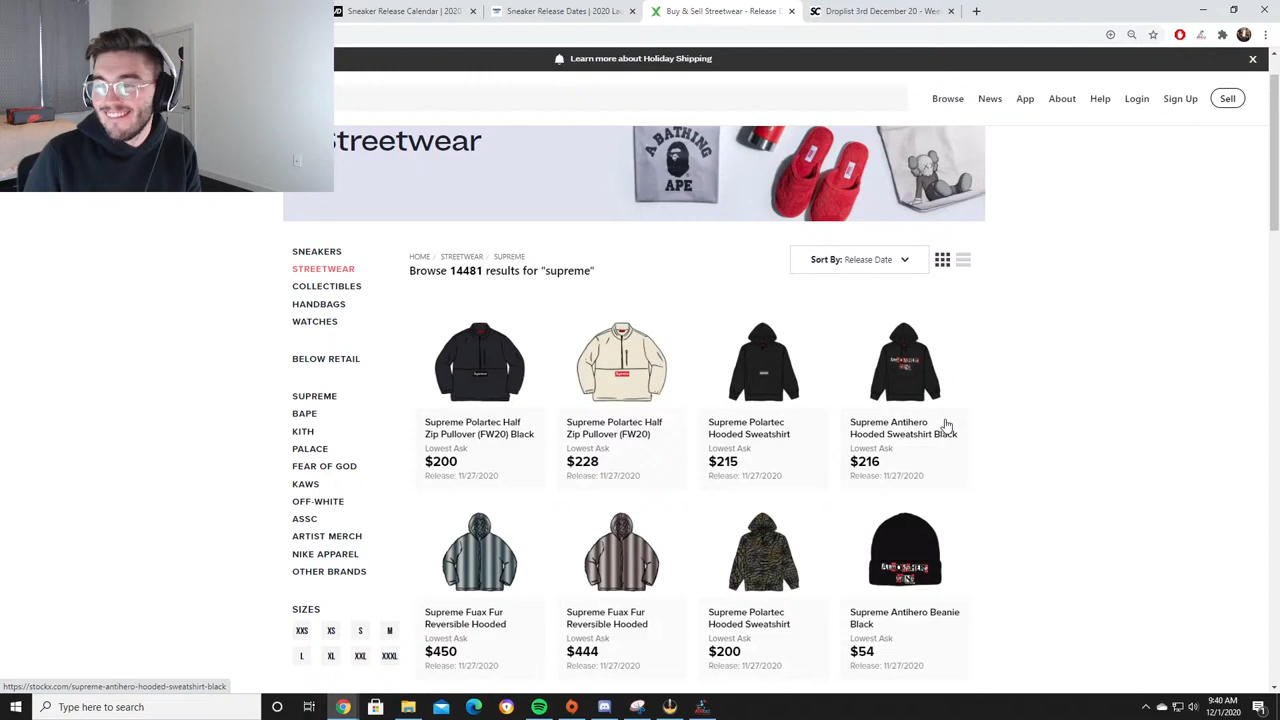 Sneaker Release Calendar | 2020
Sneaker Release Dates | 2020 La
Buy & Sell Streetwear - Sweatsh
Droplist 3rd December 20 - Wee
Learn more about Holiday Shipping
Browse News App About Help Login Sign Up Sell
treetwear
A BATHING
APE
SNEAKERS
STREETWEAR
COLLECTIBLES
HANDBAGS
WATCHES
BELOW RETAIL
SUPREME
BAPE
KITH
PALACE
FEAR OF GOD
KAWS
OFF-WHITE
ASSC
ARTIST MERCH
NIKE APPAREL
OTHER BRANDS
SIZES
XXS XS S M
L XL XXL XXXL
HOME / STREETWEAR / SUPREME
Browse 14481 results for "supreme"
Sort By: Release Date
Supreme Polartec Half
Zip Pullover (FW20) Black
Lowest Ask
$200
Release: 11/27/2020
Supreme Polartec Half
Zip Pullover (FW20)
Lowest Ask
$228
Release: 11/27/2020
Supreme Polartec
Hooded Sweatshirt
Lowest Ask
$215
Release: 11/27/2020
Supreme Antihero
Hooded Sweatshirt Black
Lowest Ask
$216
Release: 11/27/2020
Supreme Fuax Fur
Reversible Hooded
Lowest Ask
$450
Release: 11/27/2020
Supreme Fuax Fur
Reversible Hooded
Lowest Ask
$444
Release: 11/27/2020
Supreme Polartec
Hooded Sweatshirt
Lowest Ask
$200
Release: 11/27/2020
Supreme Antihero Beanie
Black
Lowest Ask
$54
Release: 11/27/2020
https://stockx.com/supreme-antihero-hooded-sweatshirt-black
Type here to search
9:40 AM
12/1/2020